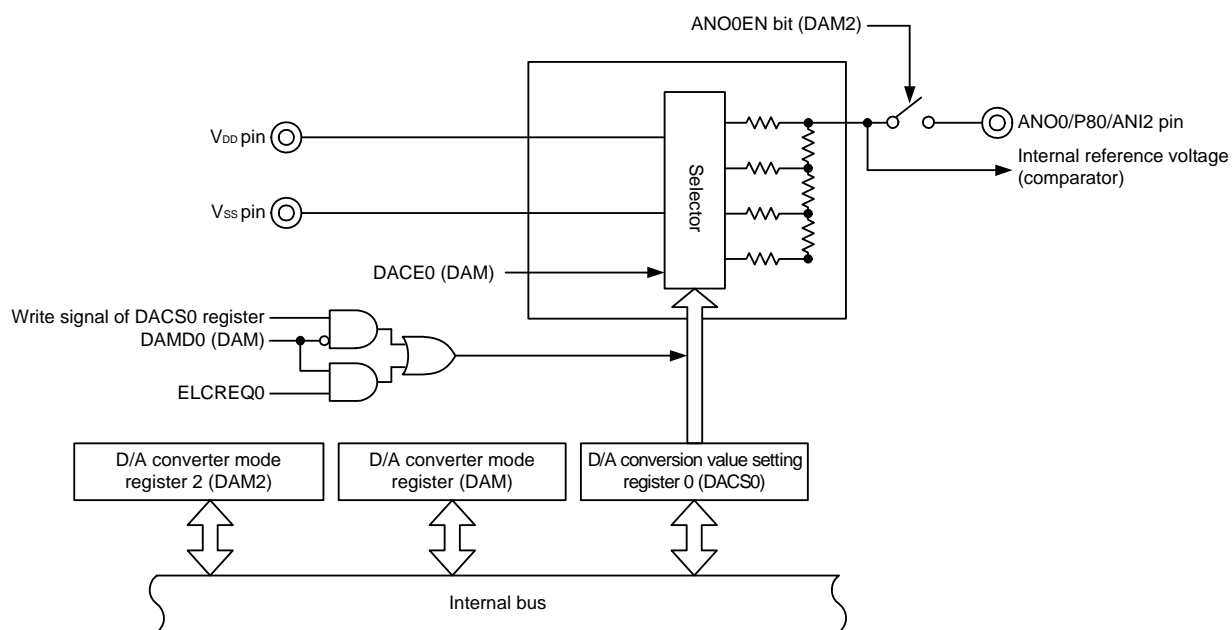 ANO0EN bit (DAM2)
VDD pin
ANO0/P80/ANI2 pin
Internal reference voltage
(comparator)
Selector
VSS pin
DACE0 (DAM)
Write signal of DACS0 register
DAMD0 (DAM)
ELCREQ0
D/A converter mode
register 2 (DAM2)
D/A converter mode
register (DAM)
D/A conversion value setting
register 0 (DACS0)
Internal bus